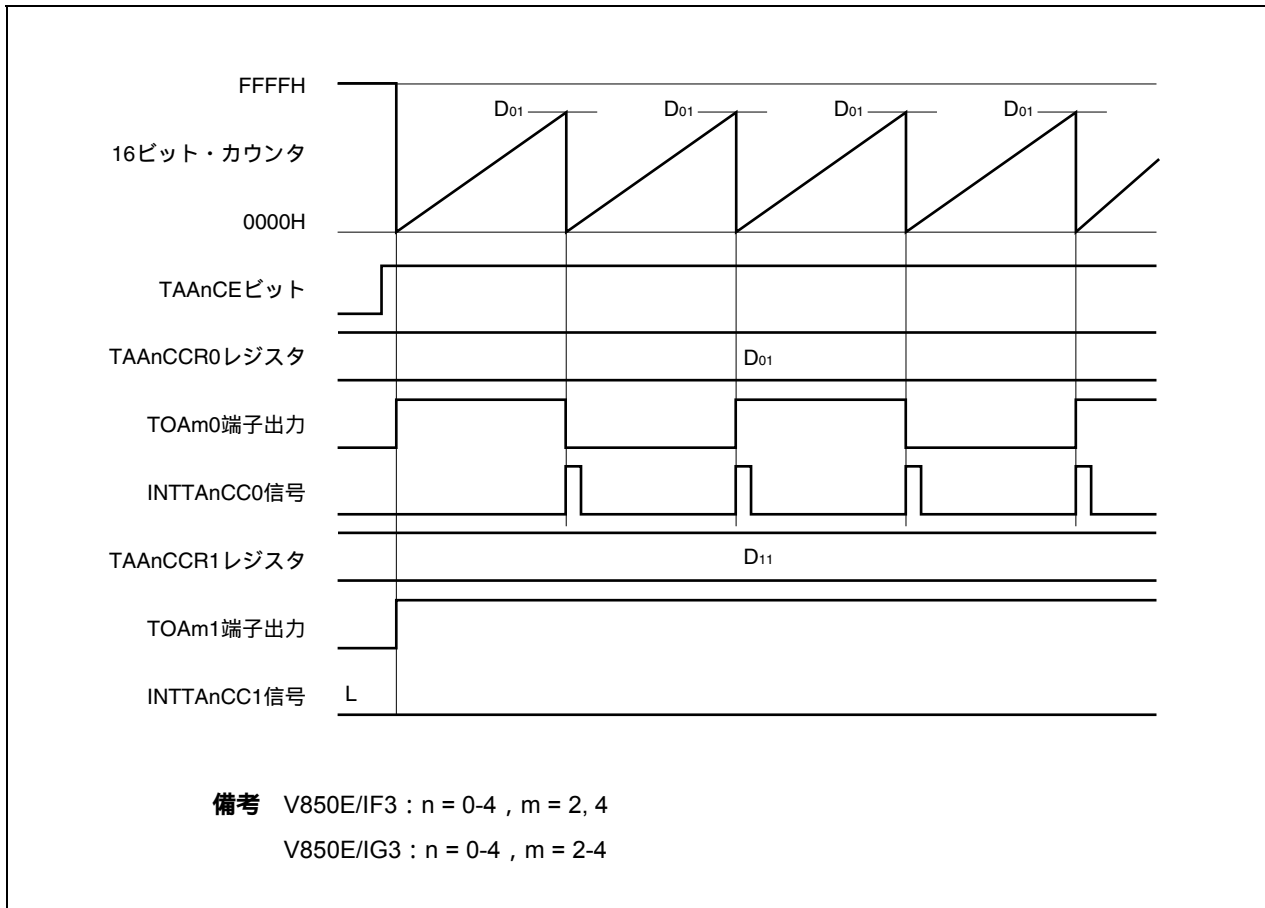 FFFFH
D01 D01 D01 D01
16ビット・カウンタ
0000H
TAAnCEビット
TAAnCCR0レジスタ D01
TOAm0端子出力
INTTAnCC0信号
TAAnCCR1レジスタ D11
TOAm1端子出力
INTTAnCC1信号 L
備考 V850E/IF3：n = 0-4，m = 2, 4
V850E/IG3：n = 0-4，m = 2-4